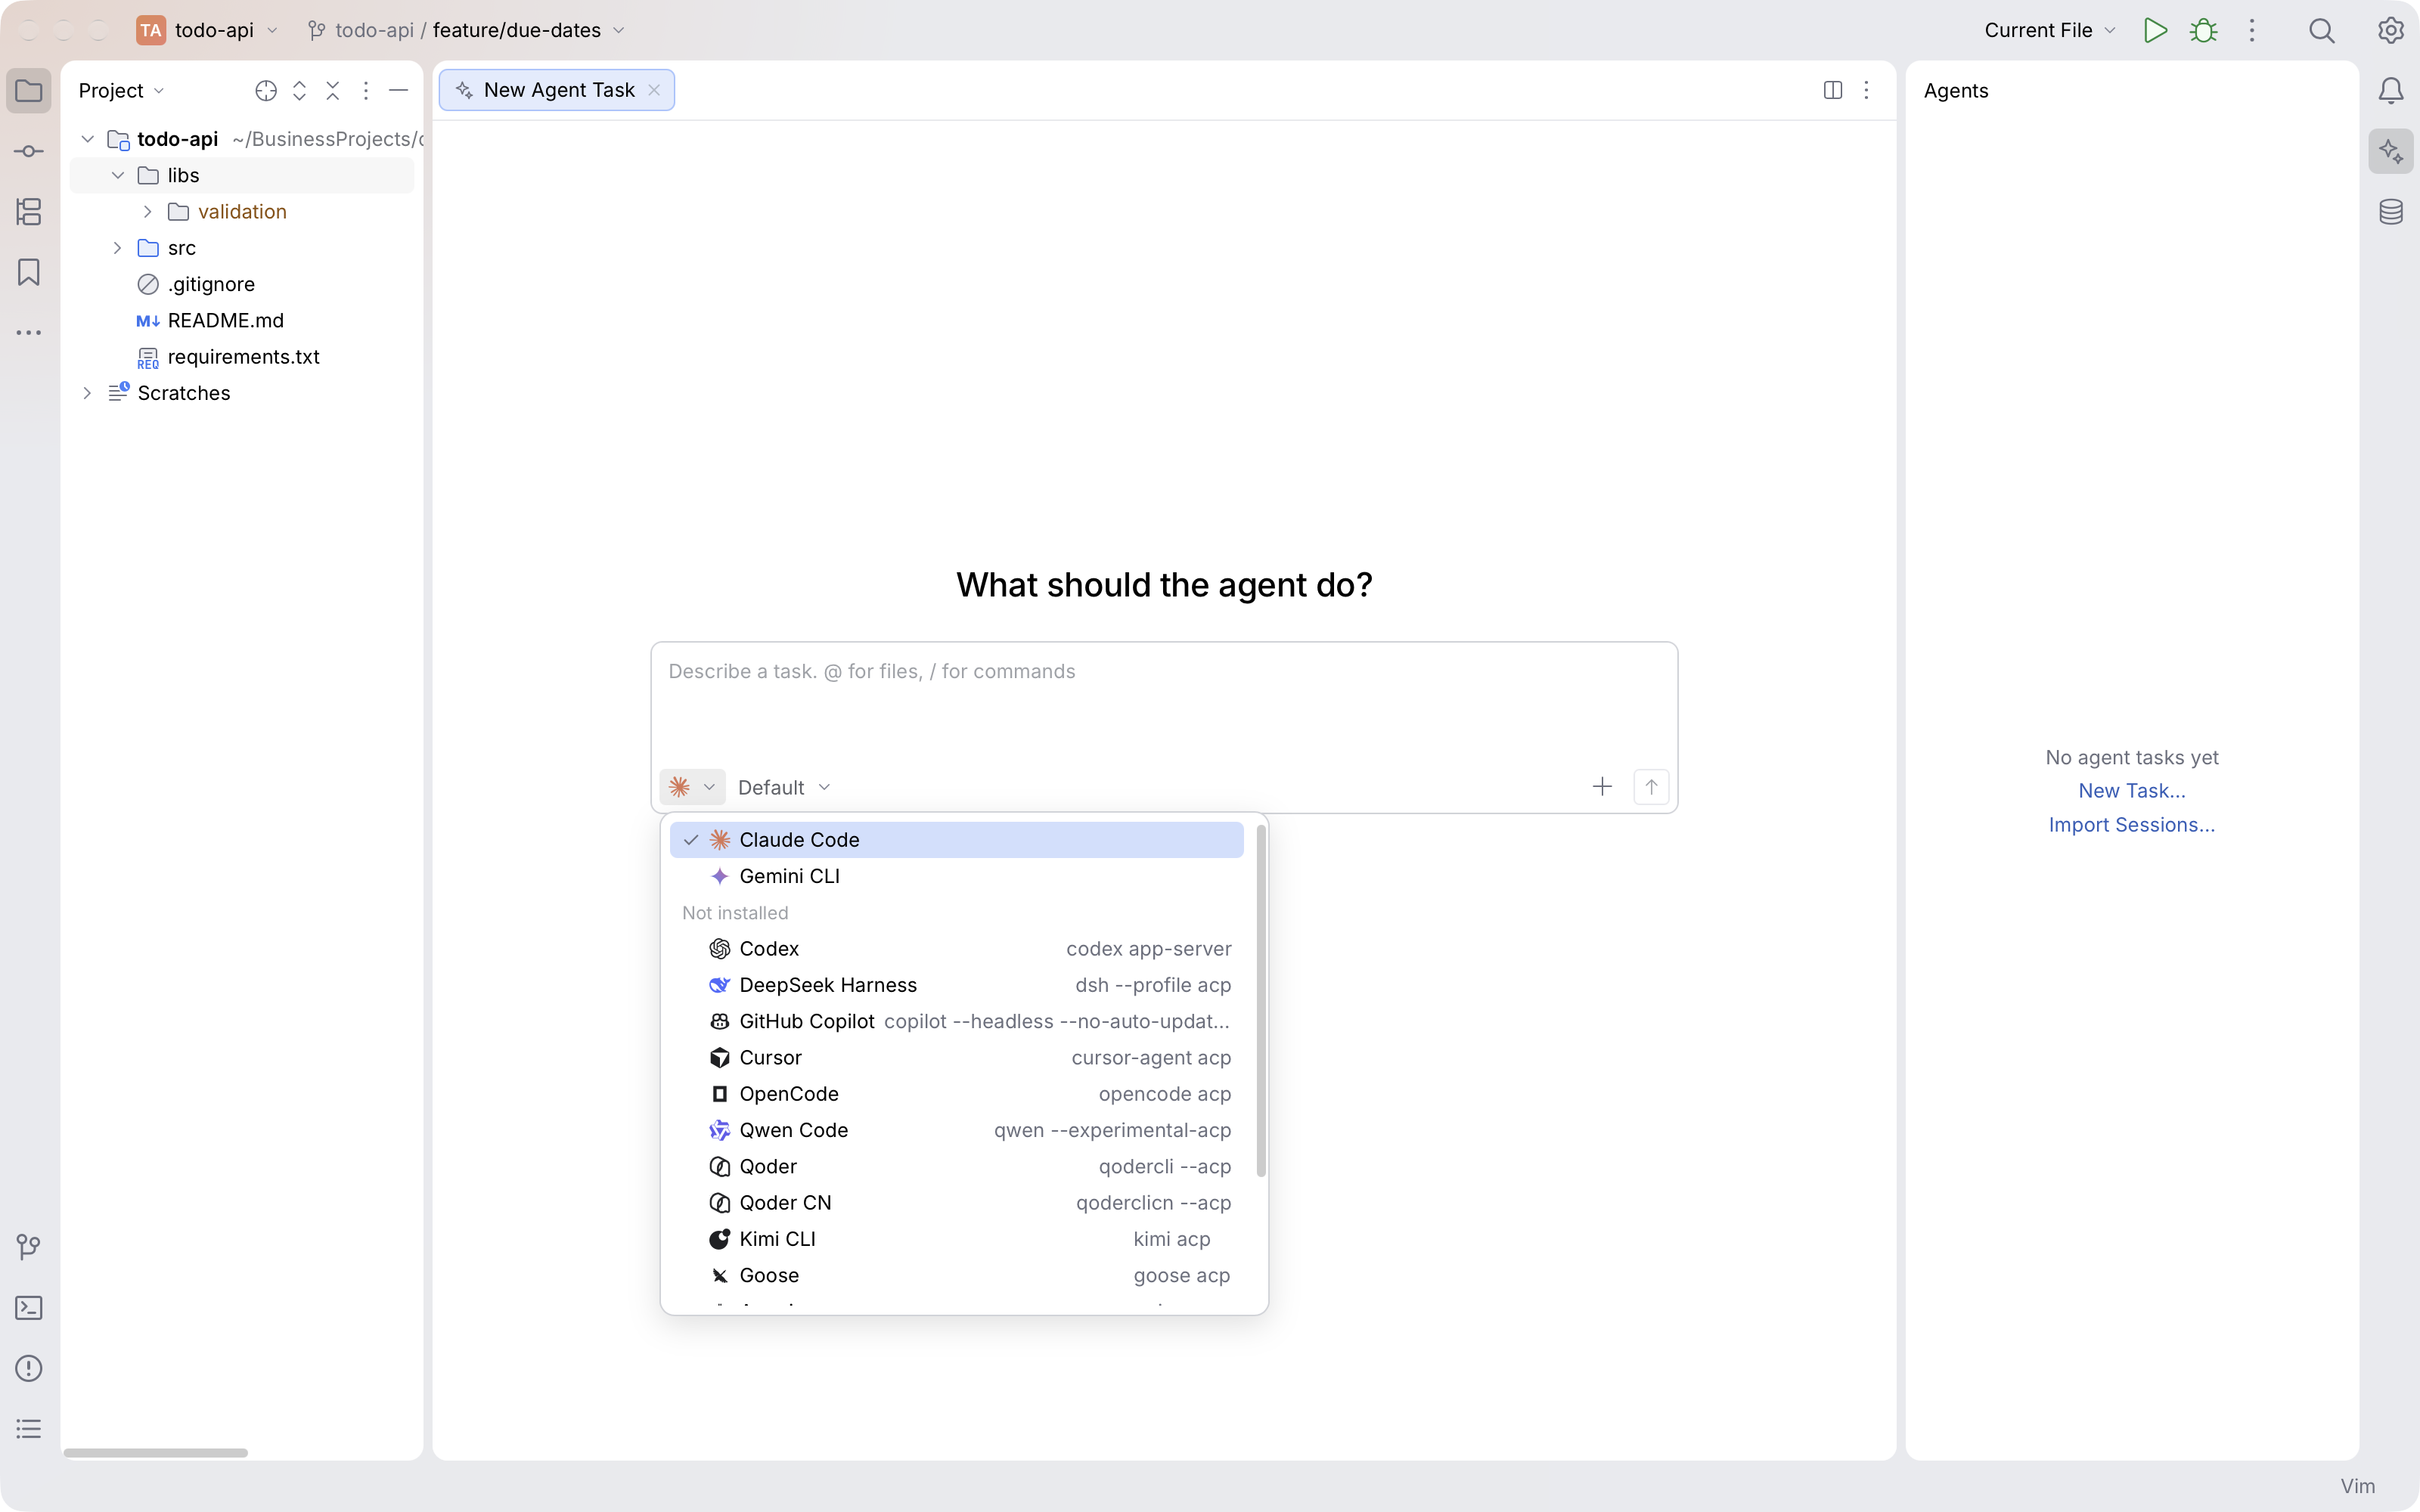 TA todo-api
todo-api / feature/due-dates
Current File
Project
todo-api ~/BusinessProjects/
libs
validation
src
.gitignore
M↓ README.md
REQ requirements.txt
Scratches
New Agent Task
What should the agent do?
Describe a task. @ for files, / for commands
Default
Claude Code
Gemini CLI
Not installed
Codex codex app-server
DeepSeek Harness dsh --profile acp
GitHub Copilot copilot --headless --no-auto-updat...
Cursor cursor-agent acp
OpenCode opencode acp
Qwen Code qwen --experimental-acp
Qoder qodercli --acp
Qoder CN qoderclicn --acp
Kimi CLI kimi acp
Goose goose acp
Agents
No agent tasks yet
New Task...
Import Sessions...
Vim